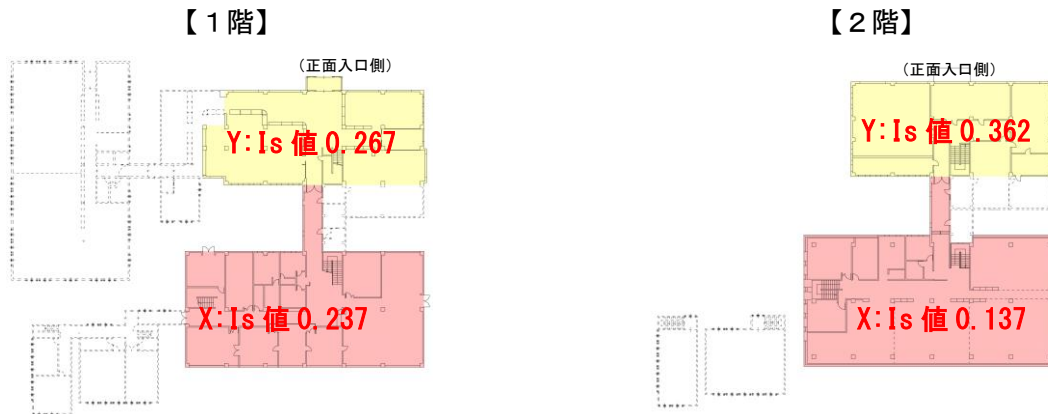 【１階】
【２階】
(正面入口側)
(正面入口側)
Y:Is 値 0.267
Y:Is 値 0.362
X:Is 値 0.237
X:Is 値 0.137